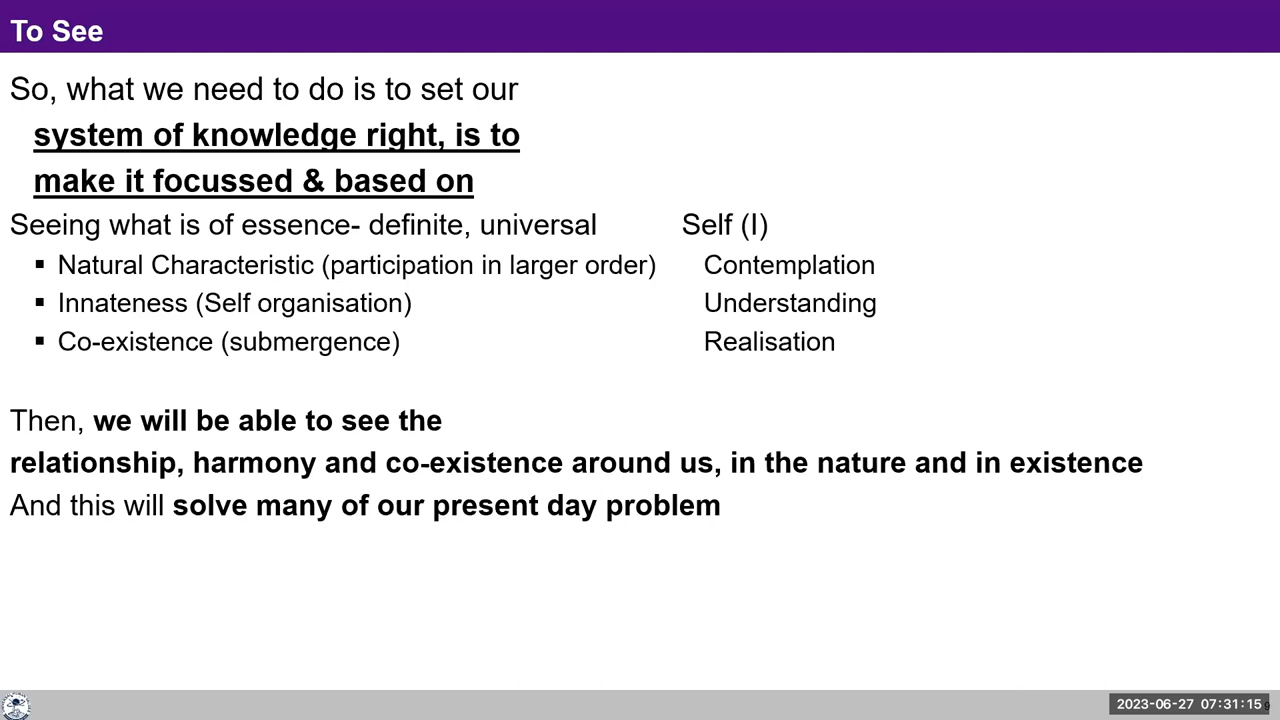 To See
So, what we need to do is to set our
system of knowledge right, is to
make it focussed & based on
Seeing what is of essence- definite, universal Self (I)
▪ Natural Characteristic (participation in larger order) Contemplation
▪ Innateness (Self organisation) Understanding
▪ Co-existence (submergence) Realisation
Then, we will be able to see the
relationship, harmony and co-existence around us, in the nature and in existence
And this will solve many of our present day problem
2023-06-27 07:31:15 9